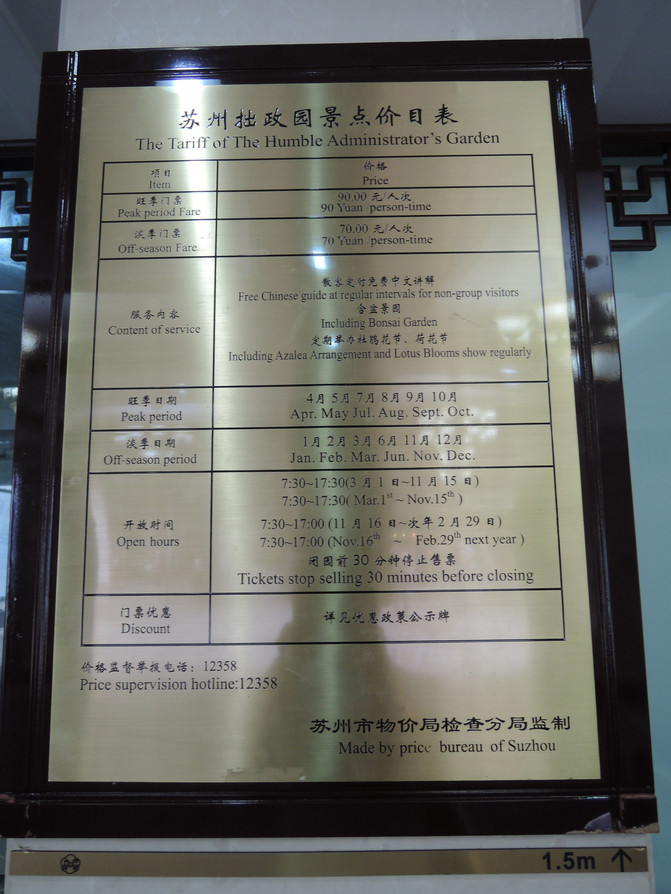 苏州拙政园景点价目表
The Tariff of The Humble Administrator's Garden
项目
Item
价格
Price
旺季门票
Peak period Fare
90.00 元/人次
90 Yuan /person-time
淡季门票
Off-season Fare
70.00 元/人次
70 Yuan /person-time
服务内容
Content of service
散客定时免费中文讲解
Free Chinese guide at regular intervals for non-group visitors
含盆景园
Including Bonsai Garden
定期举办杜鹃花节、荷花节
Including Azalea Arrangement and Lotus Blooms show regularly
旺季日期
Peak period
4月 5月 7月 8月 9月 10月
Apr. May Jul. Aug. Sept. Oct.
淡季日期
Off-season period
1月 2月 3月 6月 11月 12月
Jan. Feb. Mar. Jun. Nov. Dec.
开放时间
Open hours
7:30~17:30(3 月 1 日~11 月 15 日)
7:30~17:30( Mar.1st ~ Nov.15th )
7:30~17:00 (11 月 16 日~次年 2 月 29 日)
7:30~17:00 (Nov.16th ~ Feb.29th next year )
闭园前 30 分钟停止售票
Tickets stop selling 30 minutes before closing
门票优惠
Discount
详见优惠政策公示牌
价格监督举报电话：12358
Price supervision hotline:12358
苏州市物价局检查分局监制
Made by price bureau of Suzhou
1.5m ↑